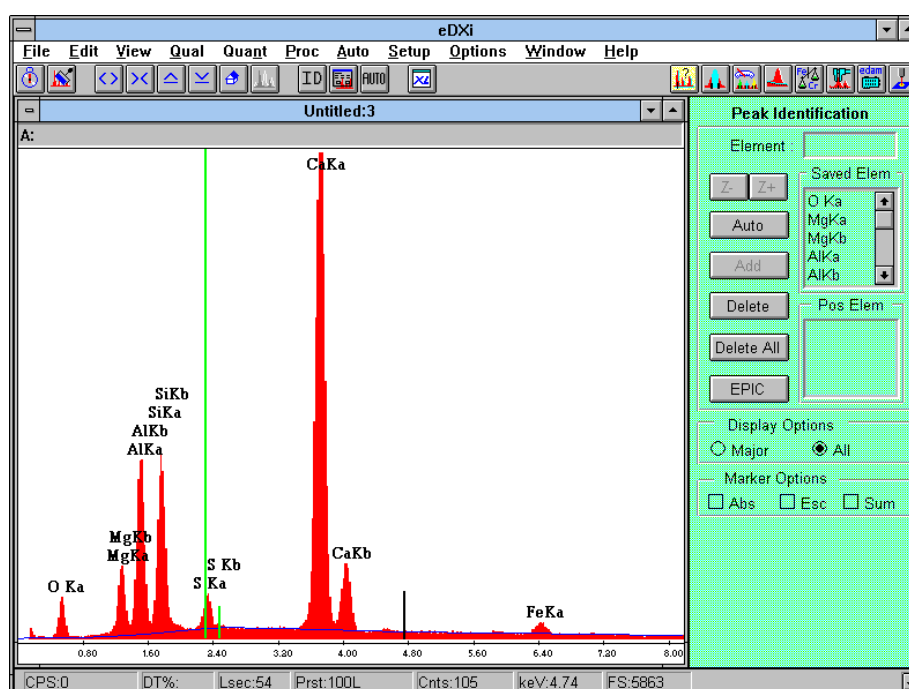 eDXi
File Edit View Qual Quant Proc Auto Setup Options Window Help
ID AUTO XL Fe Cr edam
Untitled:3
A:
Peak Identification
Element :
Z- Z+
Saved Elem
O Ka
MgKa
MgKb
AlKa
AlKb
Auto
Add
Delete
Pos Elem
Delete All
EPIC
Display Options
Major All
Marker Options
Abs Esc Sum
CaKa
SiKb
SiKa
AlKb
AlKa
MgKb
MgKa
O Ka
S Kb
S Ka
CaKb
FeKa
0.80 1.60 2.40 3.20 4.00 4.80 5.60 6.40 7.20 8.00
CPS:0 DT%: Lsec:54 Prst:100L Cnts:105 keV:4.74 FS:5863